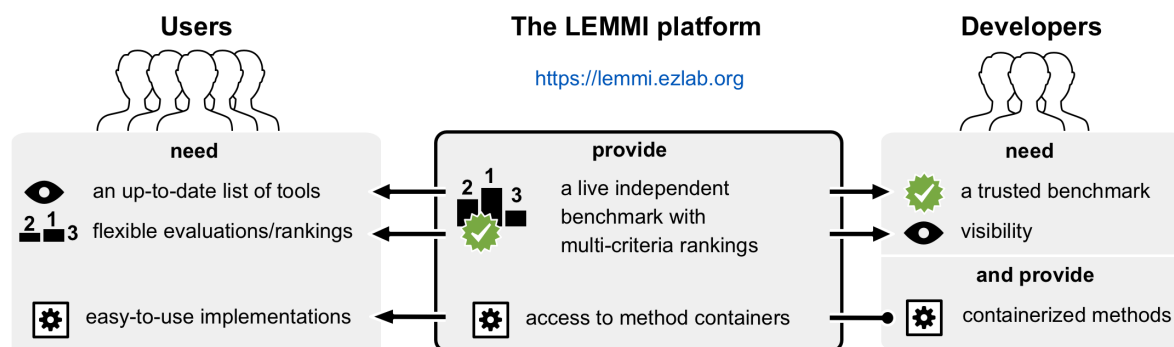 Users
need
an up-to-date list of tools
2 1 3
flexible evaluations/rankings
easy-to-use implementations
The LEMMI platform
https://lemmi.ezlab.org
provide
2 1 3
a live independent
benchmark with
multi-criteria rankings
access to method containers
Developers
need
a trusted benchmark
visibility
and provide
containerized methods